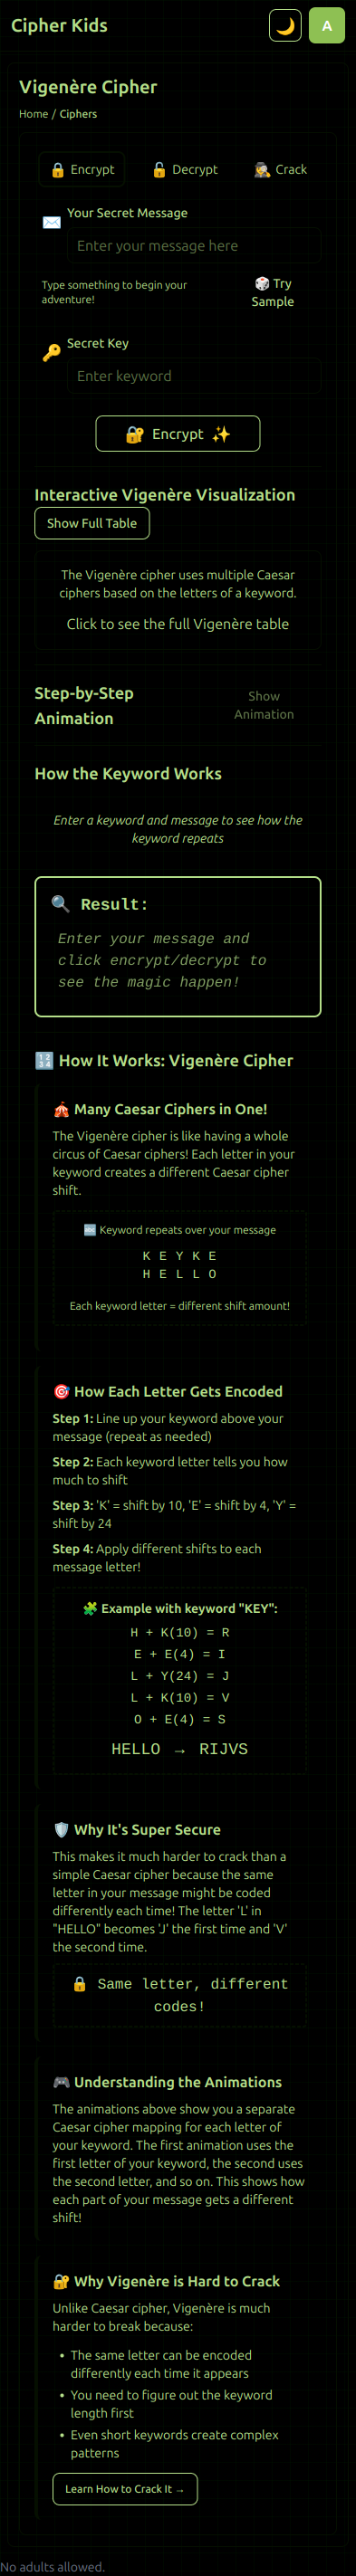 Cipher Kids
A
Vigenère Cipher
Home / Ciphers
🔒 Encrypt
🔓 Decrypt
🕵️ Crack
✉️ Your Secret Message
Enter your message here
Type something to begin your
adventure!
🎲 Try
Sample
🔑 Secret Key
Enter keyword
🔐 Encrypt ✨
Interactive Vigenère Visualization
Show Full Table
The Vigenère cipher uses multiple Caesar
ciphers based on the letters of a keyword.
Click to see the full Vigenère table
Step-by-Step
Animation
Show
Animation
How the Keyword Works
Enter a keyword and message to see how the
keyword repeats
🔍 Result:
Enter your message and
click encrypt/decrypt to
see the magic happen!
🔢 How It Works: Vigenère Cipher
🎪 Many Caesar Ciphers in One!
The Vigenère cipher is like having a whole
circus of Caesar ciphers! Each letter in your
keyword creates a different Caesar cipher
shift.
🔤 Keyword repeats over your message
K E Y K E
H E L L O
Each keyword letter = different shift amount!
🎯 How Each Letter Gets Encoded
Step 1: Line up your keyword above your
message (repeat as needed)
Step 2: Each keyword letter tells you how
much to shift
Step 3: 'K' = shift by 10, 'E' = shift by 4, 'Y' =
shift by 24
Step 4: Apply different shifts to each
message letter!
🧩 Example with keyword "KEY":
H + K(10) = R
E + E(4) = I
L + Y(24) = J
L + K(10) = V
O + E(4) = S
HELLO → RIJVS
🛡️ Why It's Super Secure
This makes it much harder to crack than a
simple Caesar cipher because the same
letter in your message might be coded
differently each time! The letter 'L' in
"HELLO" becomes 'J' the first time and 'V'
the second time.
🔒 Same letter, different
codes!
🎮 Understanding the Animations
The animations above show you a separate
Caesar cipher mapping for each letter of
your keyword. The first animation uses the
first letter of your keyword, the second uses
the second letter, and so on. This shows how
each part of your message gets a different
shift!
🔐 Why Vigenère is Hard to Crack
Unlike Caesar cipher, Vigenère is much
harder to break because:
• The same letter can be encoded
differently each time it appears
• You need to figure out the keyword
length first
• Even short keywords create complex
patterns
Learn How to Crack It →
No adults allowed.